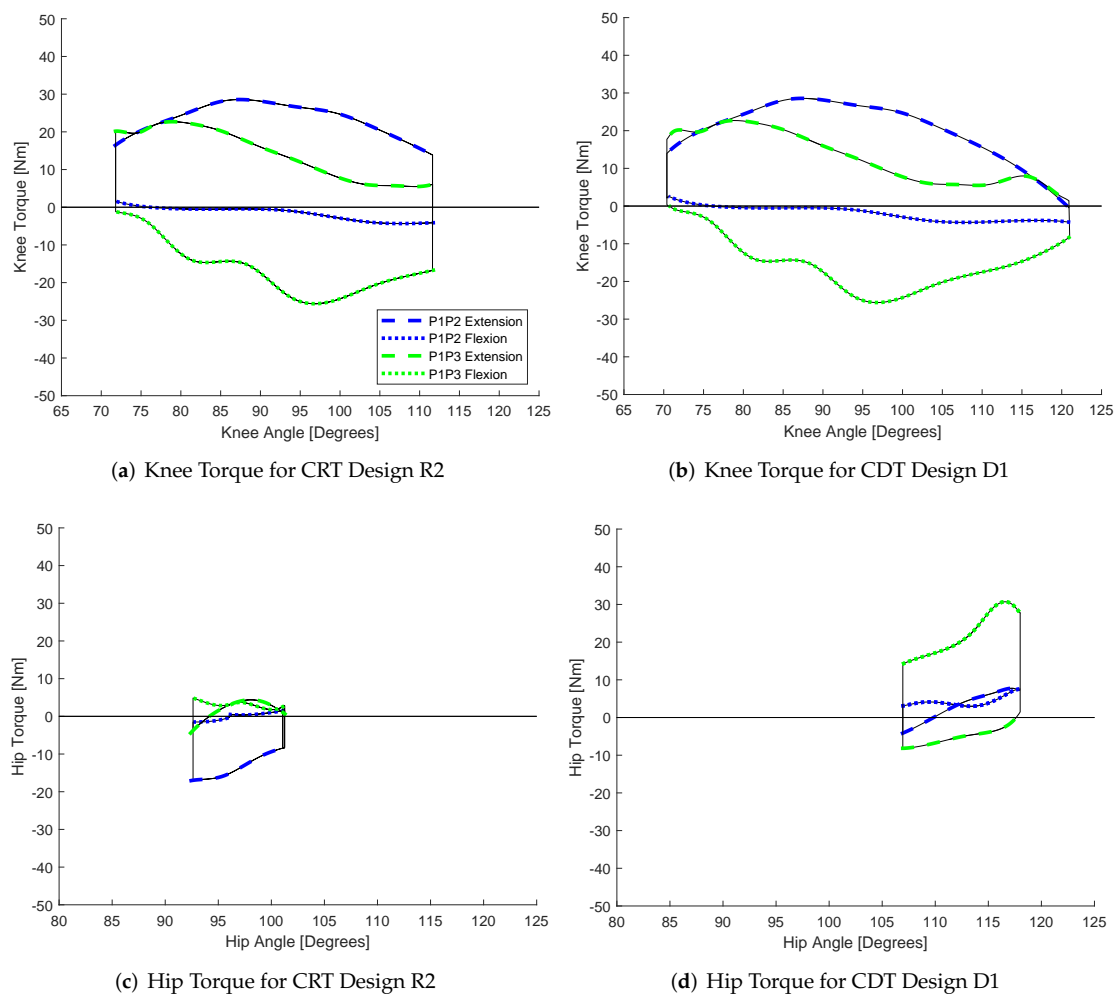 50
40
30
20
10
0
-10
-20
-30
-40
-50
Knee Torque [Nm]
P1P2 Extension
P1P2 Flexion
P1P3 Extension
P1P3 Flexion
65 70 75 80 85 90 95 100 105 110 115 120 125
Knee Angle [Degrees]
(a) Knee Torque for CRT Design R2
50
40
30
20
10
0
-10
-20
-30
-40
-50
Knee Torque [Nm]
65 70 75 80 85 90 95 100 105 110 115 120 125
Knee Angle [Degrees]
(b) Knee Torque for CDT Design D1
50
40
30
20
10
0
-10
-20
-30
-40
-50
Hip Torque [Nm]
80 85 90 95 100 105 110 115 120 125
Hip Angle [Degrees]
(c) Hip Torque for CRT Design R2
50
40
30
20
10
0
-10
-20
-30
-40
-50
Hip Torque [Nm]
80 85 90 95 100 105 110 115 120 125
Hip Angle [Degrees]
(d) Hip Torque for CDT Design D1